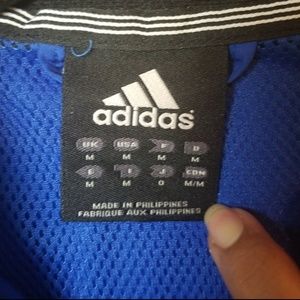 adidas
UK USA F D
M M M M
E I J CDN
M M O M/M
MADE IN PHILIPPINES
FABRIQUE AUX PHILIPPINES